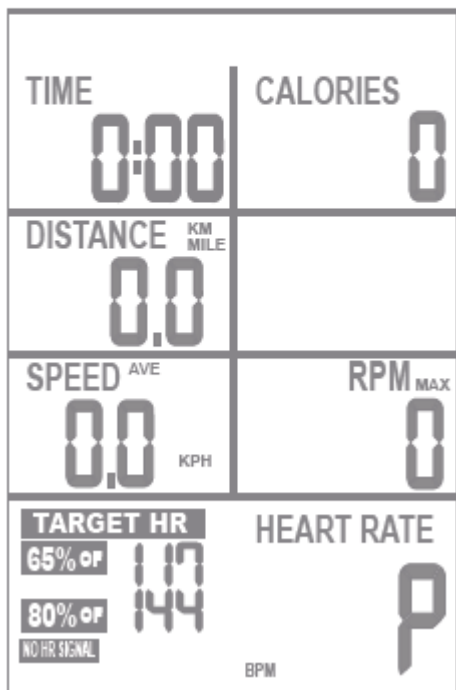 TIME
0:00
CALORIES
0
DISTANCE KM
MILE
0.0
SPEED AVE
0.0 KPH
RPM MAX
0
TARGET HR
65% OF 117
80% OF 144
NO HR SIGNAL
HEART RATE
P
BPM